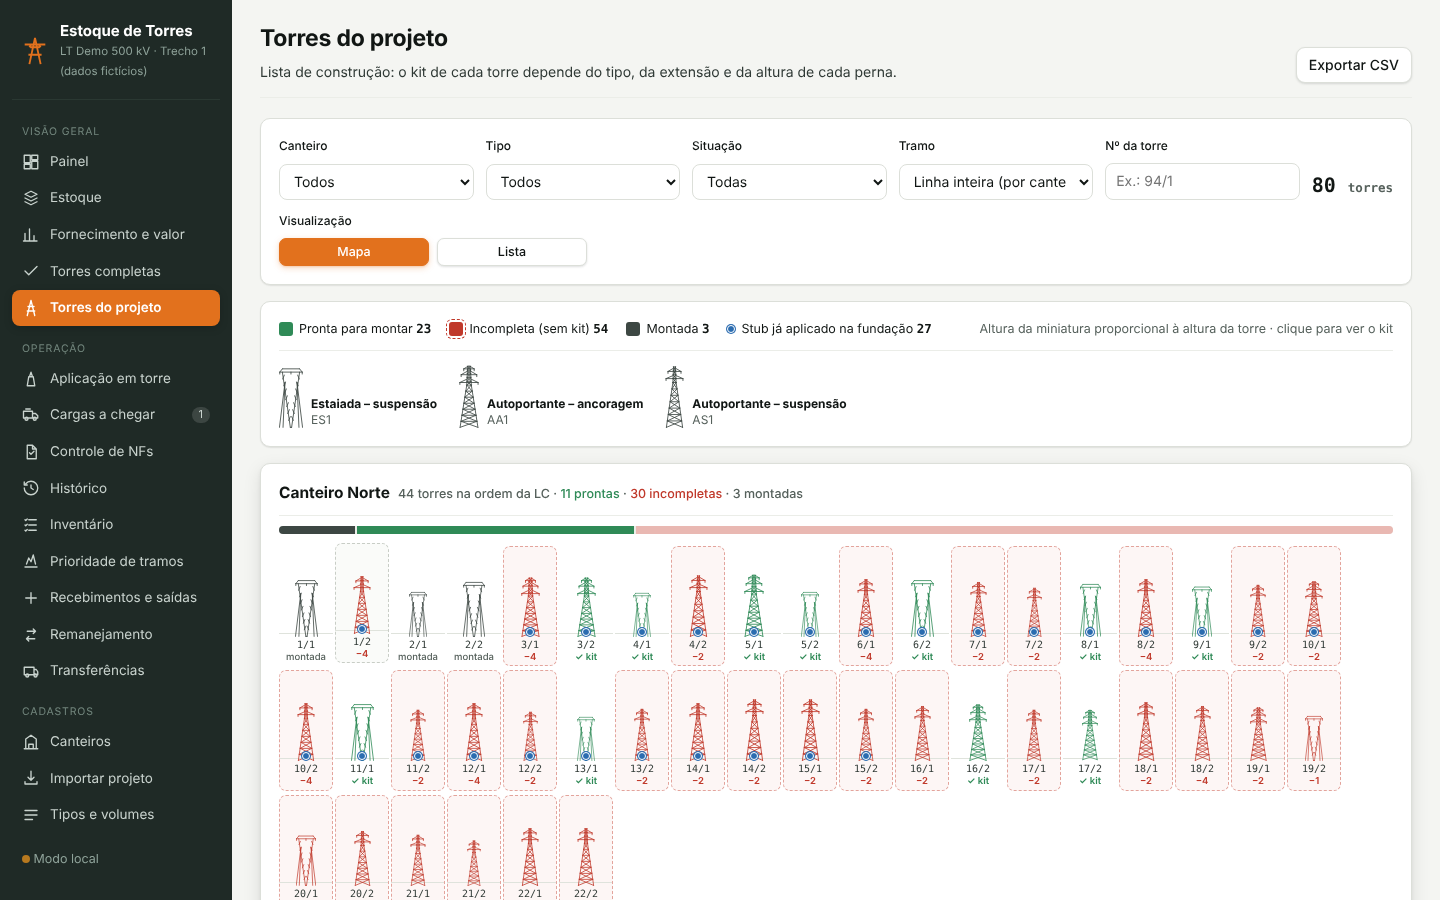 Estoque de Torres
LT Demo 500 kV · Trecho 1
(dados fictícios)
VISÃO GERAL
Painel
Estoque
Fornecimento e valor
Torres completas
Torres do projeto
OPERAÇÃO
Aplicação em torre
Cargas a chegar 1
Controle de NFs
Histórico
Inventário
Prioridade de tramos
Recebimentos e saídas
Remanejamento
Transferências
CADASTROS
Canteiros
Importar projeto
Tipos e volumes
Modo local
Torres do projeto
Lista de construção: o kit de cada torre depende do tipo, da extensão e da altura de cada perna.
Exportar CSV
Canteiro Tipo Situação Tramo Nº da torre
Todos Todos Todas Linha inteira (por cante Ex.: 94/1 80 torres
Visualização
Mapa Lista
Pronta para montar 23 Incompleta (sem kit) 54 Montada 3 Stub já aplicado na fundação 27 Altura da miniatura proporcional à altura da torre · clique para ver o kit
Estaiada – suspensão Autoportante – ancoragem Autoportante – suspensão
ES1 AA1 AS1
Canteiro Norte 44 torres na ordem da LC · 11 prontas · 30 incompletas · 3 montadas
1/1 1/2 2/1 2/2 3/1 3/2 4/1 4/2 5/1 5/2 6/1 6/2 7/1 7/2 8/1 8/2 9/1 9/2 10/1
montada −4 montada montada −4 ✓ kit ✓ kit −2 ✓ kit ✓ kit −4 ✓ kit −2 −2 ✓ kit −4 ✓ kit −2 −2
10/2 11/1 11/2 12/1 12/2 13/1 13/2 14/1 14/2 15/1 15/2 16/1 16/2 17/1 17/2 18/1 18/2 19/1 19/2
−4 ✓ kit −2 −4 −2 ✓ kit −2 −2 −2 −2 −2 −2 ✓ kit −2 ✓ kit −2 −4 −2 −1
20/1 20/2 21/1 21/2 22/1 22/2